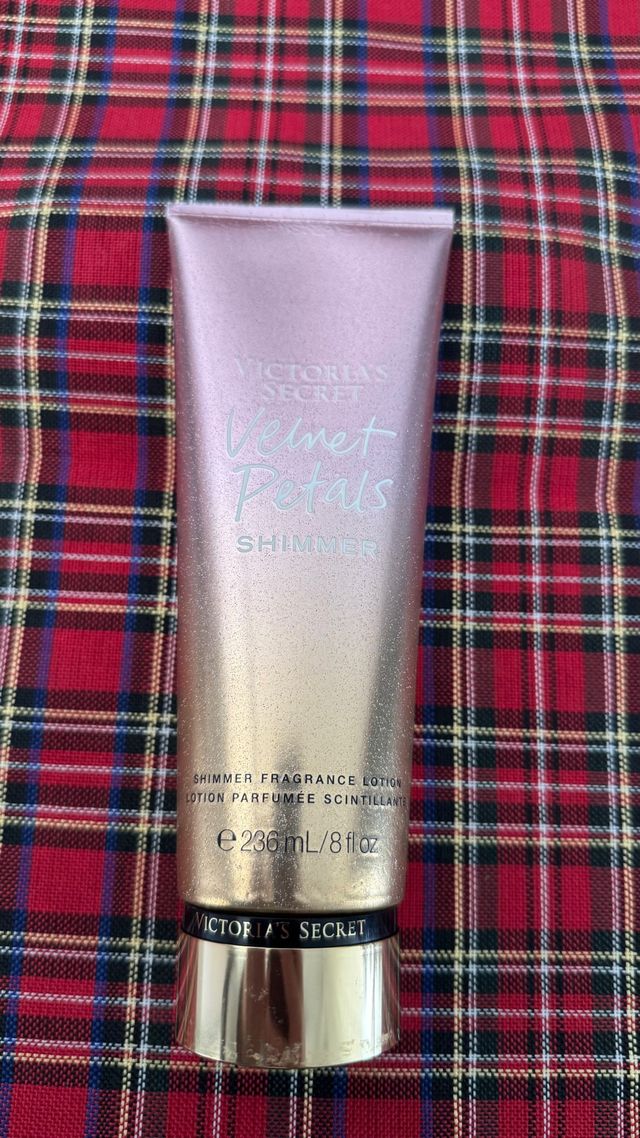 VICTORIA'S
SECRET
Velvet
Petals
SHIMMER
SHIMMER FRAGRANCE LOTION
LOTION PARFUMÉE SCINTILLANTE
℮ 236 mL/8 fl oz
VICTORIA'S SECRET